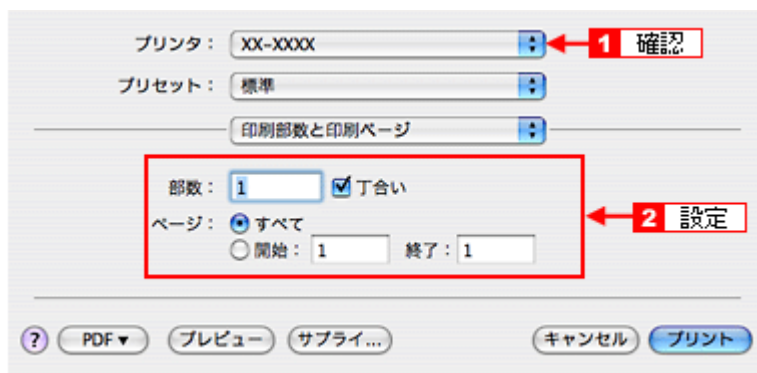 プリンタ： XX-XXXX 1 確認
プリセット： 標準
印刷部数と印刷ページ
部数： 1 丁合い
ページ： すべて 2 設定
開始： 1 終了： 1
? PDF▼ プレビュー サプライ... キャンセル プリント